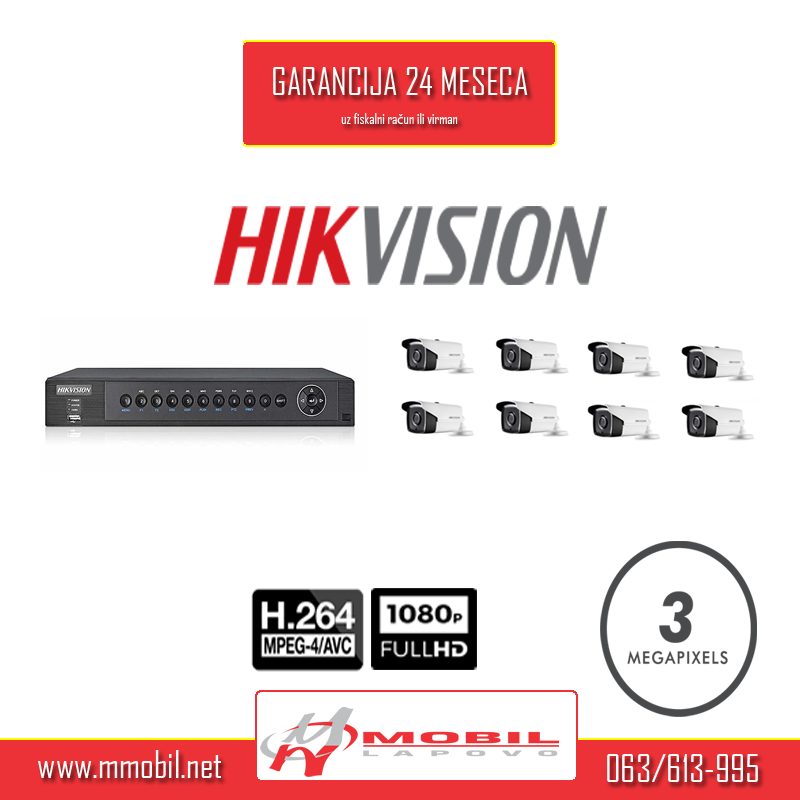 GARANCIJA 24 MESECA
uz fiskalni račun ili virman
HIKVISION
HIKVISION
H.264
MPEG-4/AVC
1080p
FULLHD
3
MEGAPIXELS
MOBIL
LAPOVO
www.mmobil.net
063/613-995